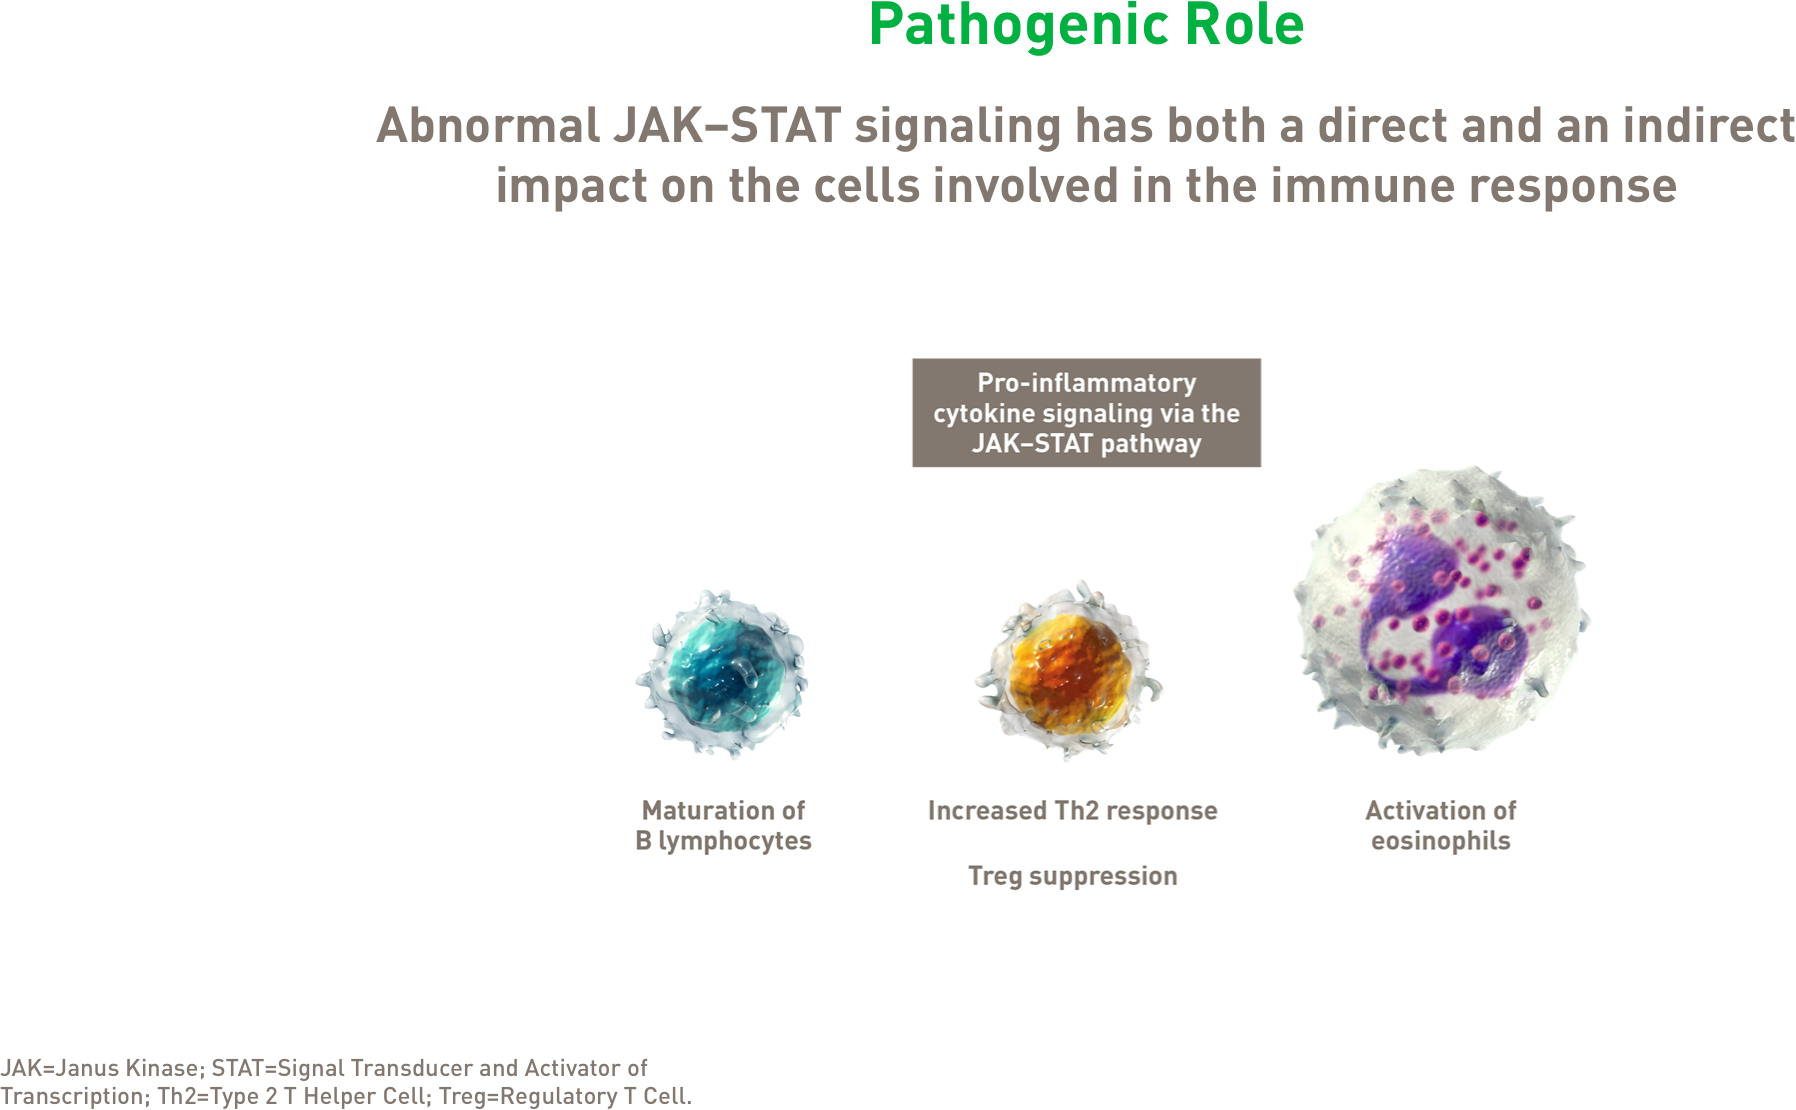 Pathogenic Role
Abnormal JAK–STAT signaling has both a direct and an indirect
impact on the cells involved in the immune response
Pro-inflammatory
cytokine signaling via the
JAK–STAT pathway
Maturation of
B lymphocytes
Increased Th2 response
Treg suppression
Activation of
eosinophils
JAK=Janus Kinase; STAT=Signal Transducer and Activator of
Transcription; Th2=Type 2 T Helper Cell; Treg=Regulatory T Cell.